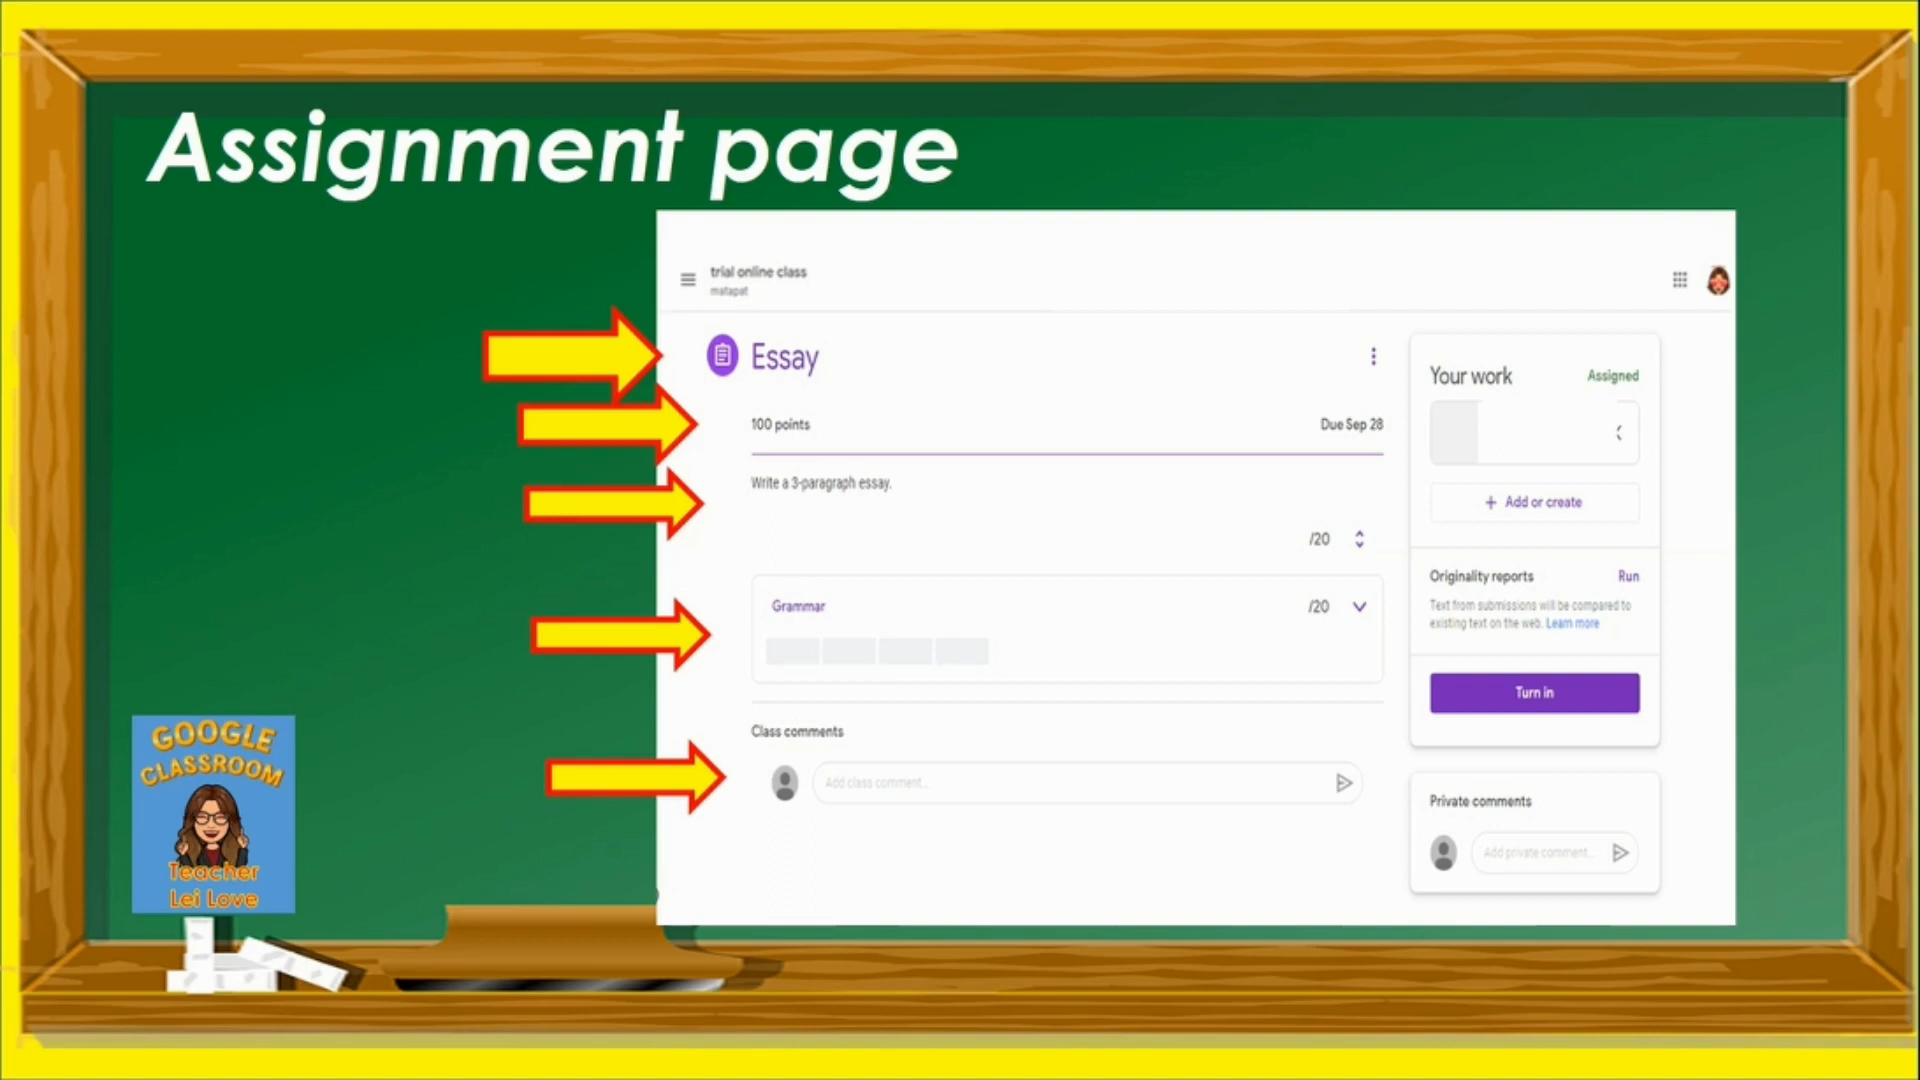 Assignment page
trial online class
matapat
Essay
100 points
Due Sep 28
Write a 3-paragraph essay.
/20
Grammar
/20
Class comments
Add class comment...
Your work
Assigned
+ Add or create
Originality reports
Run
Text from submissions will be compared to
existing text on the web. Learn more
Turn in
Private comments
Add private comment...
GOOGLE
CLASSROOM
Teacher
Lei Love